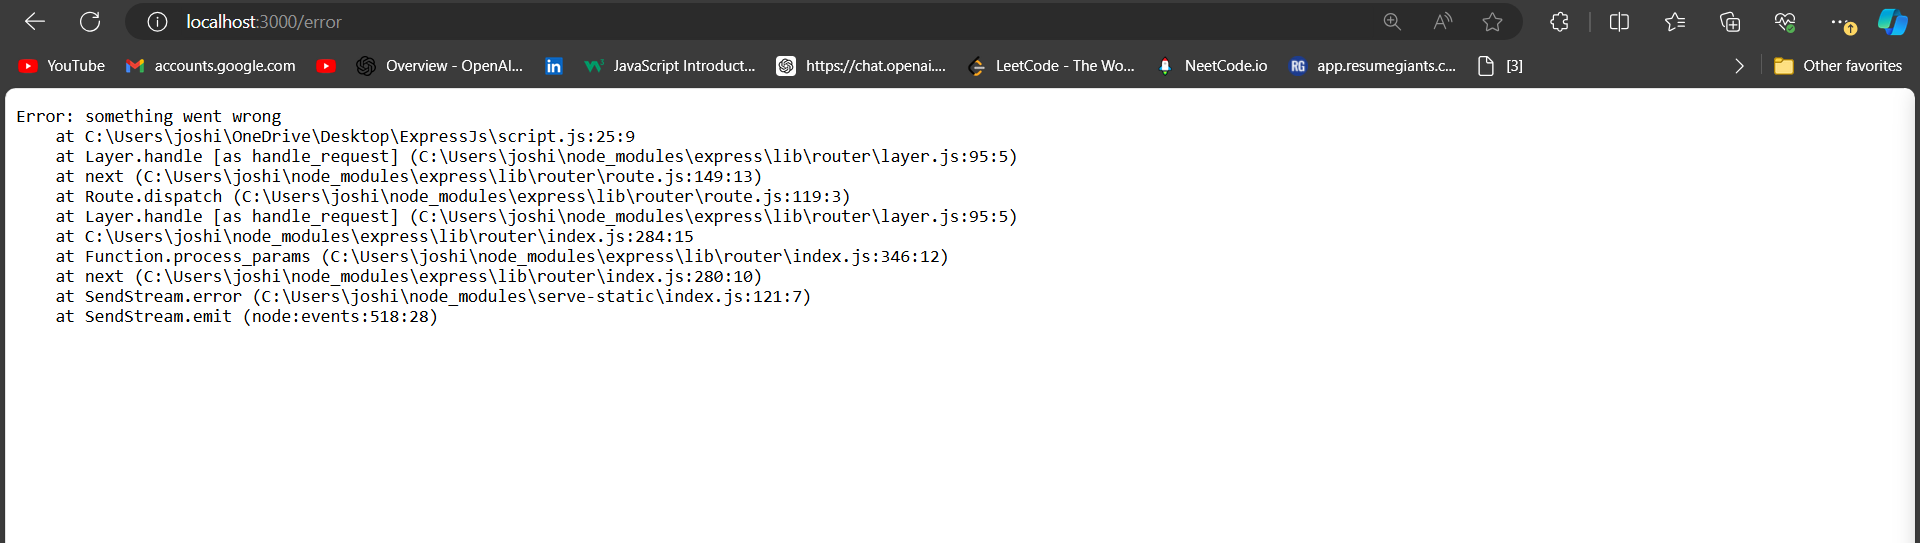 localhost:3000/error
YouTube accounts.google.com Overview - OpenAI... in JavaScript Introduct... https://chat.openai.... LeetCode - The Wo... NeetCode.io RG app.resumegiants.c... [3] Other favorites
Error: something went wrong
at C:\Users\joshi\OneDrive\Desktop\ExpressJs\script.js:25:9
at Layer.handle [as handle_request] (C:\Users\joshi\node_modules\express\lib\router\layer.js:95:5)
at next (C:\Users\joshi\node_modules\express\lib\router\route.js:149:13)
at Route.dispatch (C:\Users\joshi\node_modules\express\lib\router\route.js:119:3)
at Layer.handle [as handle_request] (C:\Users\joshi\node_modules\express\lib\router\layer.js:95:5)
at C:\Users\joshi\node_modules\express\lib\router\index.js:284:15
at Function.process_params (C:\Users\joshi\node_modules\express\lib\router\index.js:346:12)
at next (C:\Users\joshi\node_modules\express\lib\router\index.js:280:10)
at SendStream.error (C:\Users\joshi\node_modules\serve-static\index.js:121:7)
at SendStream.emit (node:events:518:28)